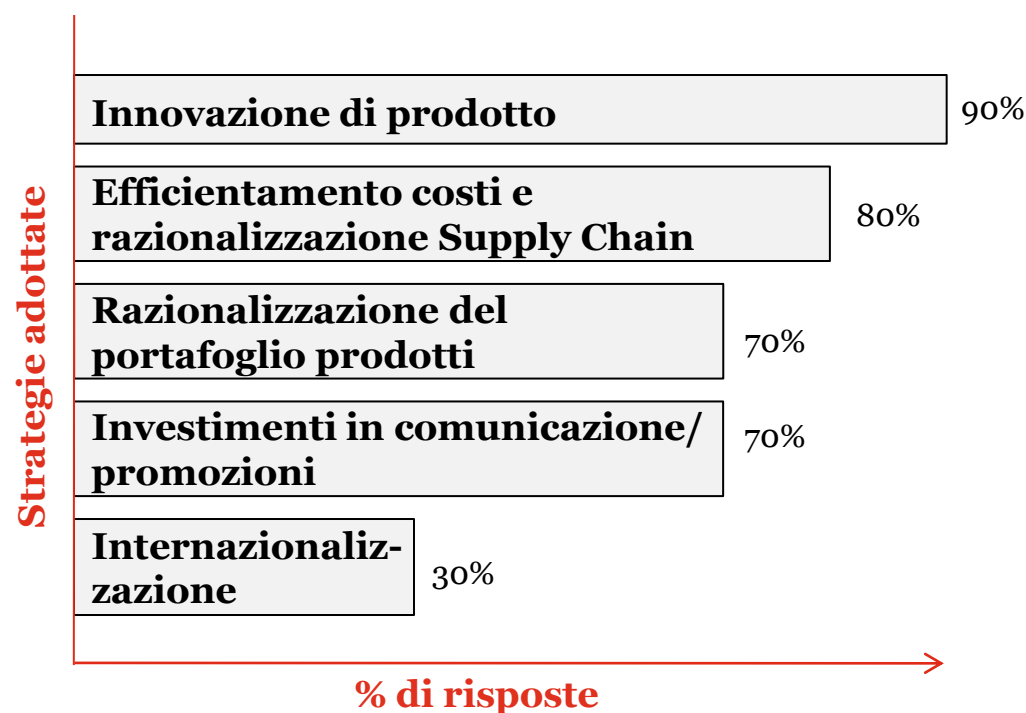 Strategie adottate
Innovazione di prodotto
90%
Efficientamento costi e
razionalizzazione Supply Chain
80%
Razionalizzazione del
portafoglio prodotti
70%
Investimenti in comunicazione/
promozioni
70%
Internazionaliz-
zazione
30%
% di risposte